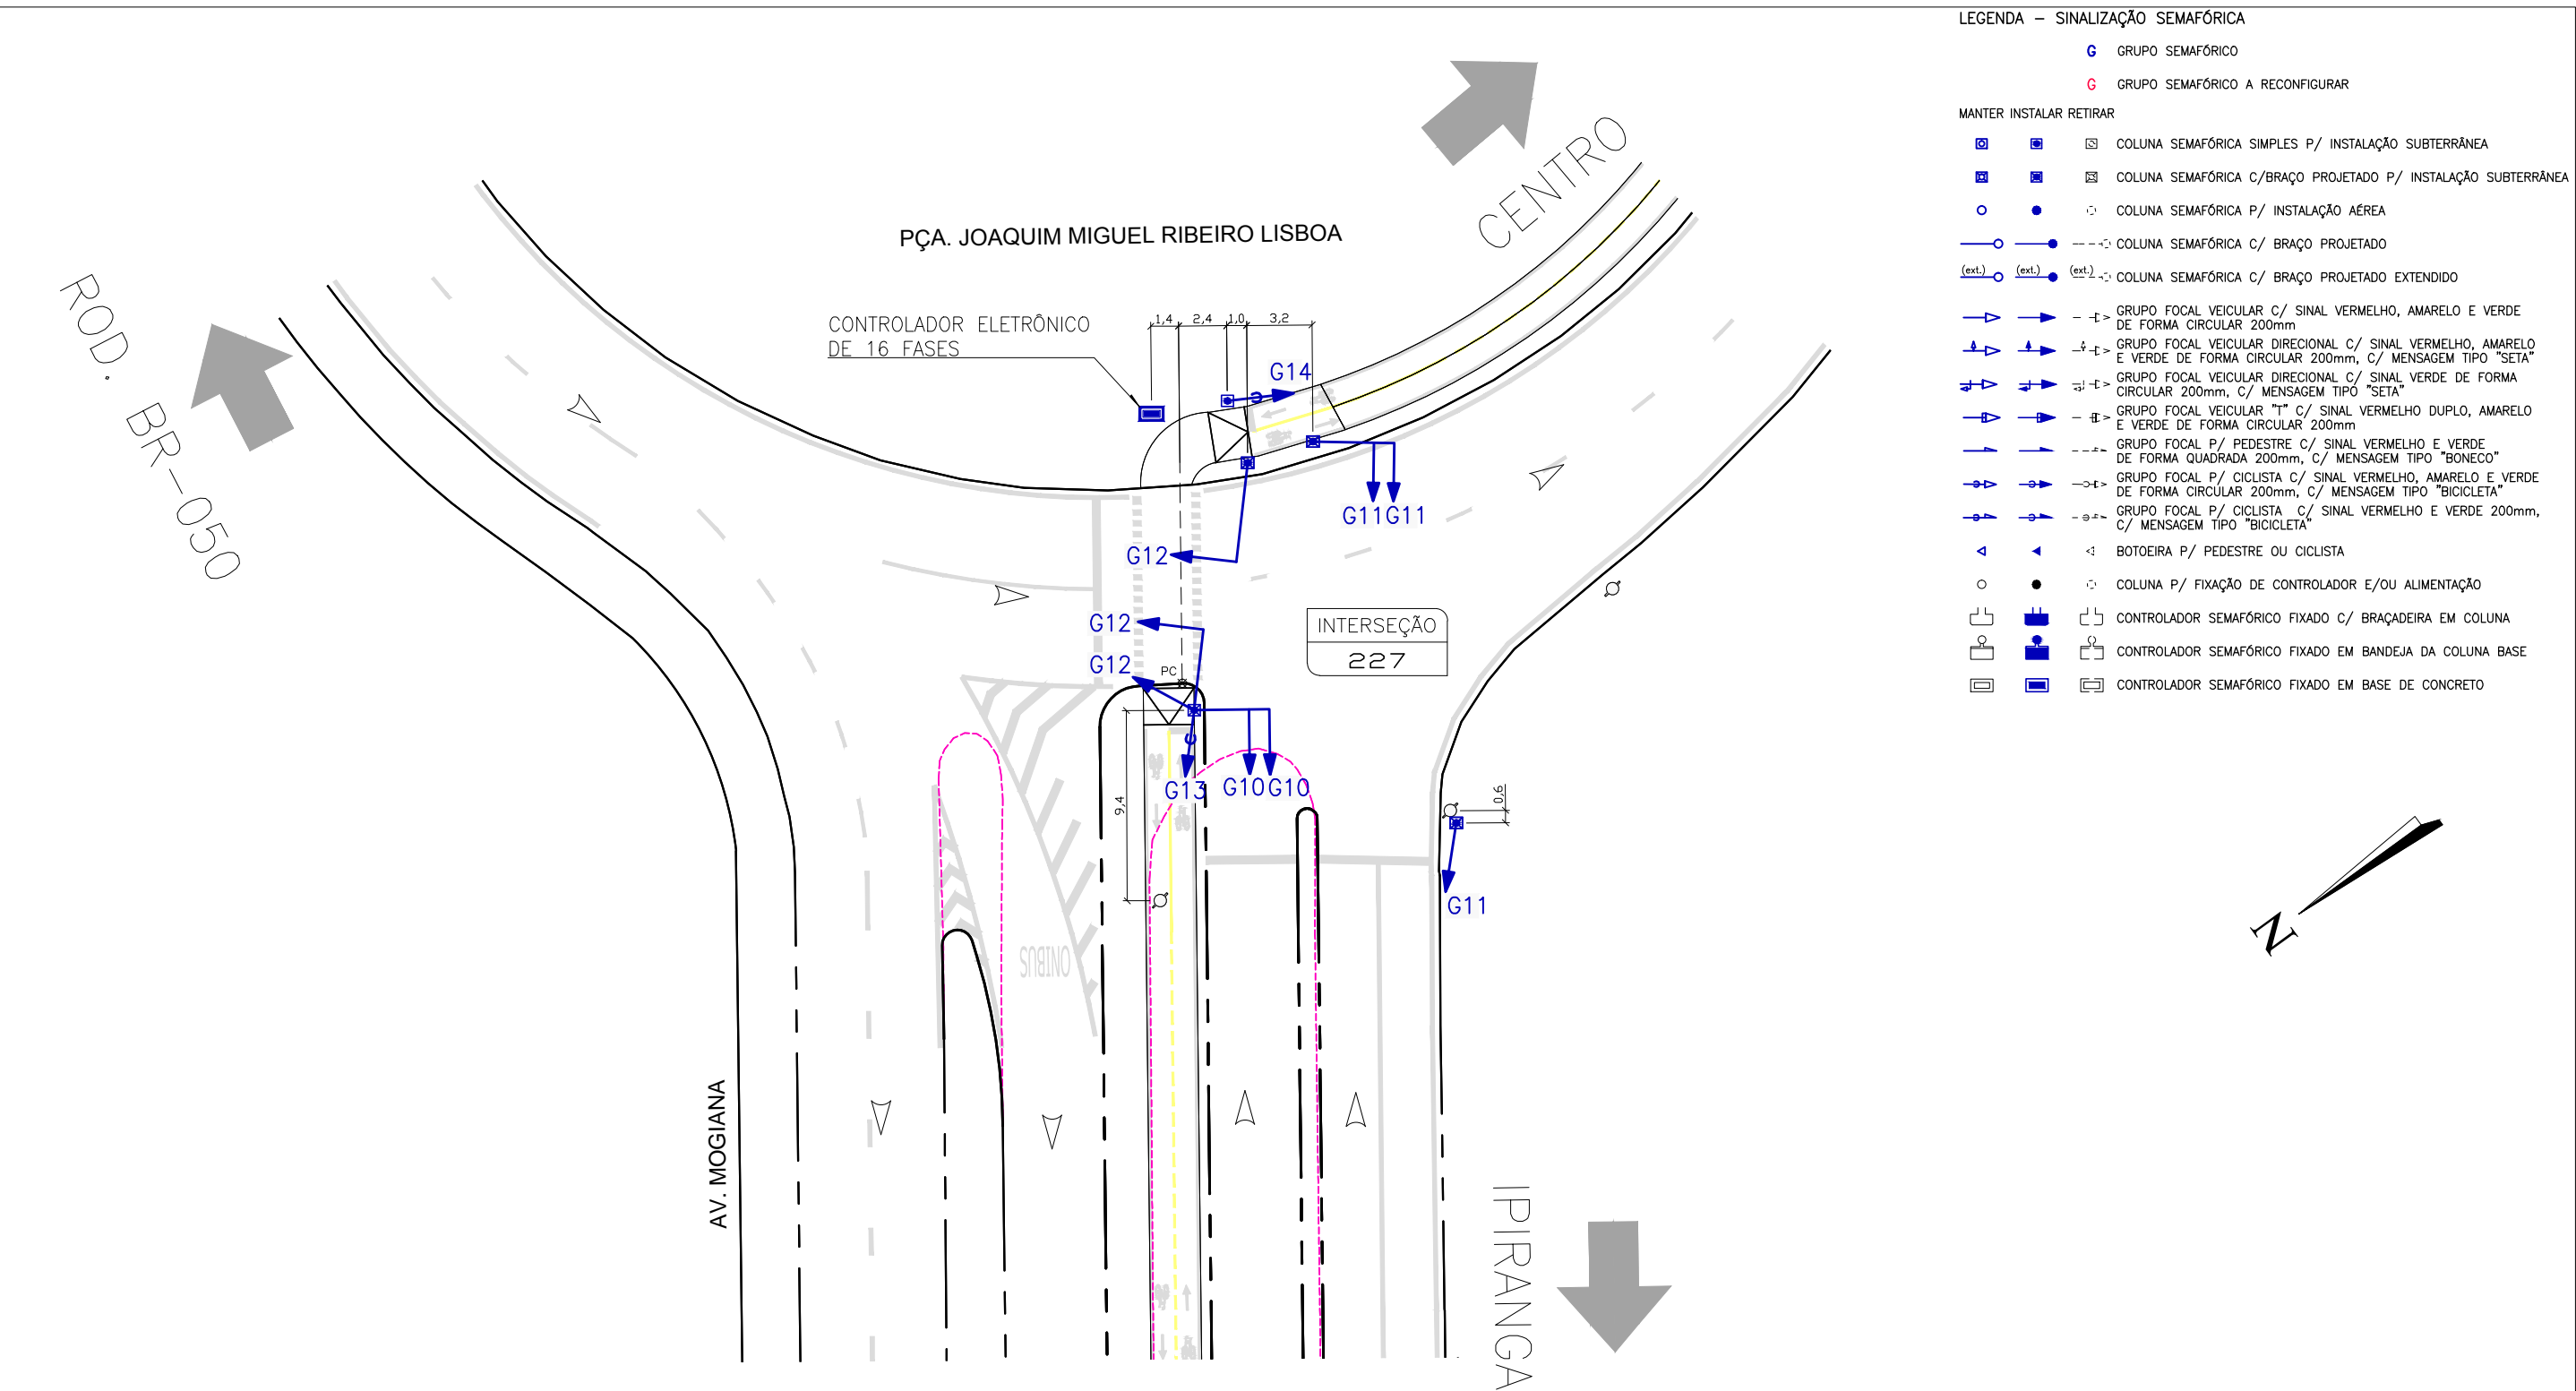 LEGENDA – SINALIZAÇÃO SEMAFÓRICA
G GRUPO SEMAFÓRICO
G GRUPO SEMAFÓRICO A RECONFIGURAR
MANTER INSTALAR RETIRAR
COLUNA SEMAFÓRICA SIMPLES P/ INSTALAÇÃO SUBTERRÂNEA
COLUNA SEMAFÓRICA C/BRAÇO PROJETADO P/ INSTALAÇÃO SUBTERRÂNEA
COLUNA SEMAFÓRICA P/ INSTALAÇÃO AÉREA
COLUNA SEMAFÓRICA C/ BRAÇO PROJETADO
(ext.) (ext.) (ext.) COLUNA SEMAFÓRICA C/ BRAÇO PROJETADO EXTENDIDO
GRUPO FOCAL VEICULAR C/ SINAL VERMELHO, AMARELO E VERDE
DE FORMA CIRCULAR 200mm
GRUPO FOCAL VEICULAR DIRECIONAL C/ SINAL VERMELHO, AMARELO
E VERDE DE FORMA CIRCULAR 200mm, C/ MENSAGEM TIPO "SETA"
GRUPO FOCAL VEICULAR DIRECIONAL C/ SINAL VERDE DE FORMA
CIRCULAR 200mm, C/ MENSAGEM TIPO "SETA"
GRUPO FOCAL VEICULAR "T" C/ SINAL VERMELHO DUPLO, AMARELO
E VERDE DE FORMA CIRCULAR 200mm
GRUPO FOCAL P/ PEDESTRE C/ SINAL VERMELHO E VERDE
DE FORMA QUADRADA 200mm, C/ MENSAGEM TIPO "BONECO"
GRUPO FOCAL P/ CICLISTA C/ SINAL VERMELHO, AMARELO E VERDE
DE FORMA CIRCULAR 200mm, C/ MENSAGEM TIPO "BICICLETA"
GRUPO FOCAL P/ CICLISTA C/ SINAL VERMELHO E VERDE 200mm,
C/ MENSAGEM TIPO "BICICLETA"
BOTOEIRA P/ PEDESTRE OU CICLISTA
COLUNA P/ FIXAÇÃO DE CONTROLADOR E/OU ALIMENTAÇÃO
CONTROLADOR SEMAFÓRICO FIXADO C/ BRAÇADEIRA EM COLUNA
CONTROLADOR SEMAFÓRICO FIXADO EM BANDEJA DA COLUNA BASE
CONTROLADOR SEMAFÓRICO FIXADO EM BASE DE CONCRETO
CENTRO
PÇA. JOAQUIM MIGUEL RIBEIRO LISBOA
ROD. BR-050
CONTROLADOR ELETRÔNICO
DE 16 FASES
1,4 2,4 1,0 3,2
G14
G11 G11
G12
G12
G12
PC
INTERSEÇÃO
227
G13 G10 G10
9,4
0,6
G11
ONIBUS
AV. MOGIANA
IPIRANGA
N